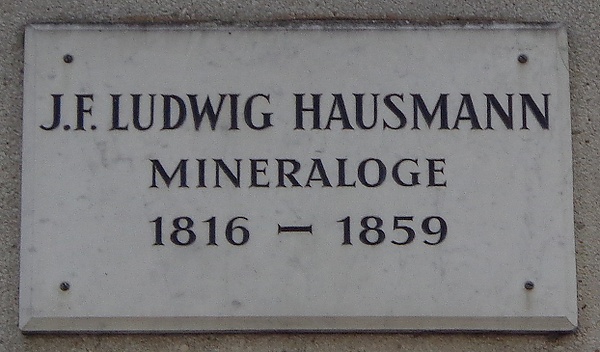 J.F. LUDWIG HAUSMANN
MINERALOGE
1816 – 1859